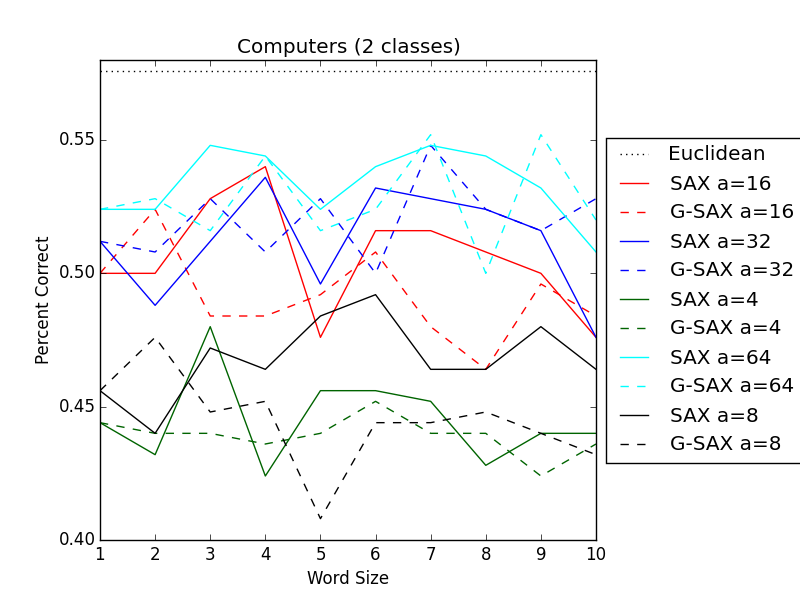 Computers (2 classes)
0.55
0.50
0.45
0.40
Percent Correct
1 2 3 4 5 6 7 8 9 10
Word Size
Euclidean
SAX a=16
G-SAX a=16
SAX a=32
G-SAX a=32
SAX a=4
G-SAX a=4
SAX a=64
G-SAX a=64
SAX a=8
G-SAX a=8